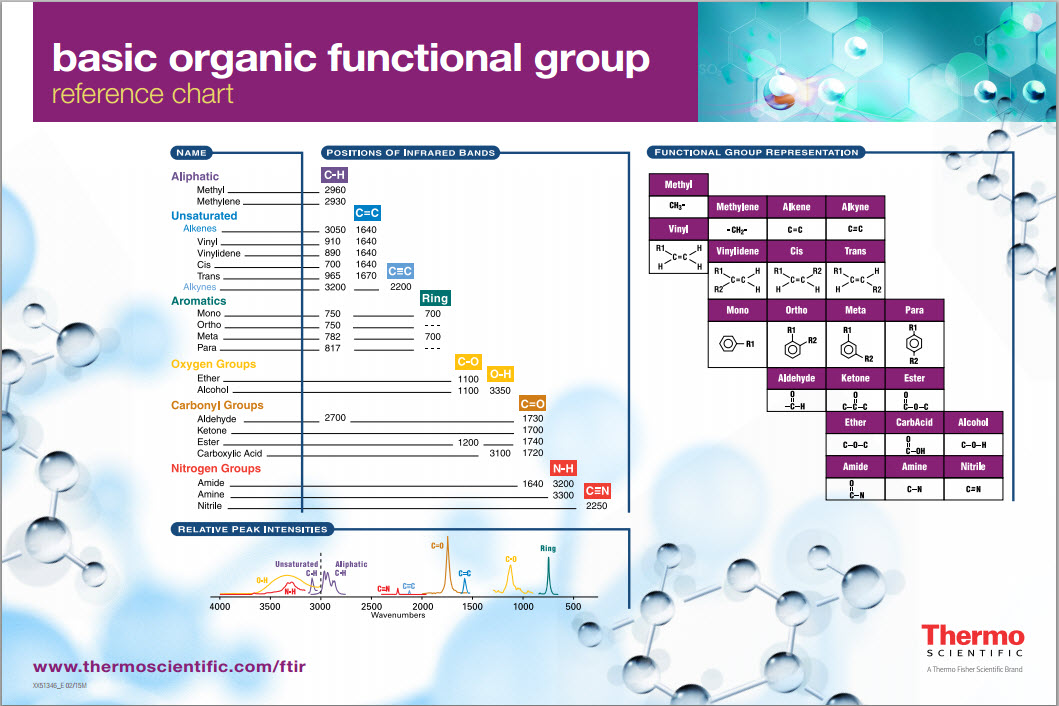 basic organic functional group
reference chart
NAME
POSITIONS OF INFRARED BANDS
Aliphatic C-H
Methyl 2960
Methylene 2930
Unsaturated C=C
Alkenes 3050 1640
Vinyl 910 1640
Vinylidene 890 1640
Cis 700 1640
Trans 965 1670 C≡C
Alkynes 3200 2200
Aromatics Ring
Mono 750 700
Ortho 750 ---
Meta 782 700
Para 817 ---
Oxygen Groups C-O
Ether 1100 O-H
Alcohol 1100 3350
Carbonyl Groups C=O
Aldehyde 2700 1730
Ketone 1700
Ester 1200 1740
Carboxylic Acid 3100 1720
Nitrogen Groups N-H
Amide 1640 3200
Amine 3300 C≡N
Nitrile 2250
RELATIVE PEAK INTENSITIES
C=O
Ring
Unsaturated Aliphatic
C-H C-H
C-O
O-H
N-H
C≡N C≡C C=C
4000 3500 3000 2500 2000 1500 1000 500
Wavenumbers
FUNCTIONAL GROUP REPRESENTATION
Methyl
CH3-
Methylene Alkene Alkyne
-CH2- C=C
Vinyl
R1 H
C=C
H H
Vinylidene Cis Trans
R1 H R1 R2 R1 H
C=C C=C C=C
R2 H H H H R2
Mono Ortho Meta Para
R1 R1 R2 R1 R2 R1 R2
Aldehyde Ketone Ester
O O O
-C-H C-C-C C-O-C
Ether CarbAcid Alcohol
C-O-C O C-OH C-O-H
Amide Amine Nitrile
O C-N C-N
www.thermoscientific.com/ftir
XX51346_E 02/15M
Thermo
SCIENTIFIC
A Thermo Fisher Scientific Brand